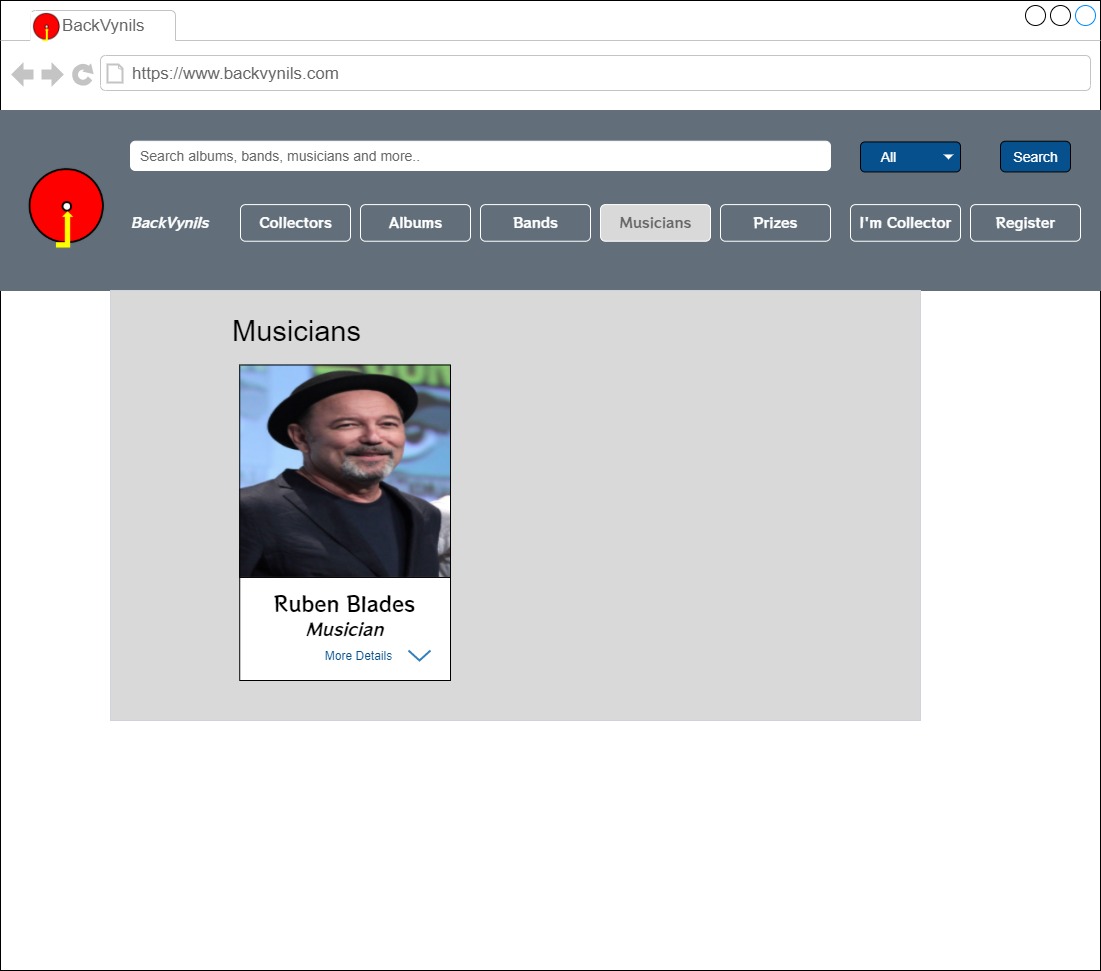 BackVynils
https://www.backvynils.com
Search albums, bands, musicians and more..
All
Search
BackVynils
Collectors
Albums
Bands
Musicians
Prizes
I'm Collector
Register
Musicians
Ruben Blades
Musician
More Details